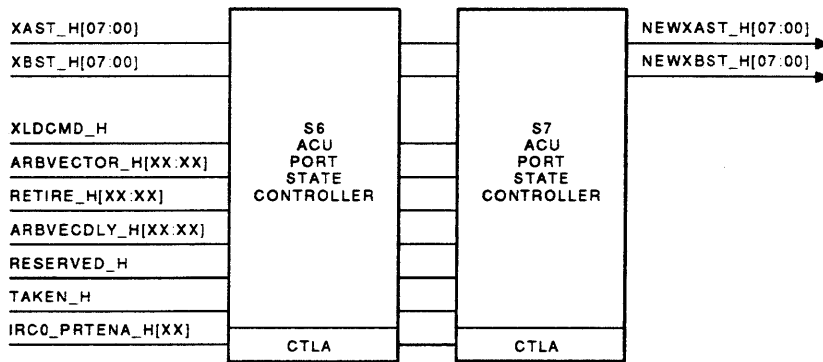 XAST_H[07:00]
XBST_H[07:00]
XLDCMD_H
ARBVECTOR_H[XX:XX]
RETIRE_H[XX:XX]
ARBVECDLY_H[XX:XX]
RESERVED_H
TAKEN_H
IRC0_PRTENA_H[XX]
S6
ACU
PORT
STATE
CONTROLLER
CTLA
S7
ACU
PORT
STATE
CONTROLLER
CTLA
NEWXAST_H[07:00]
NEWXBST_H[07:00]